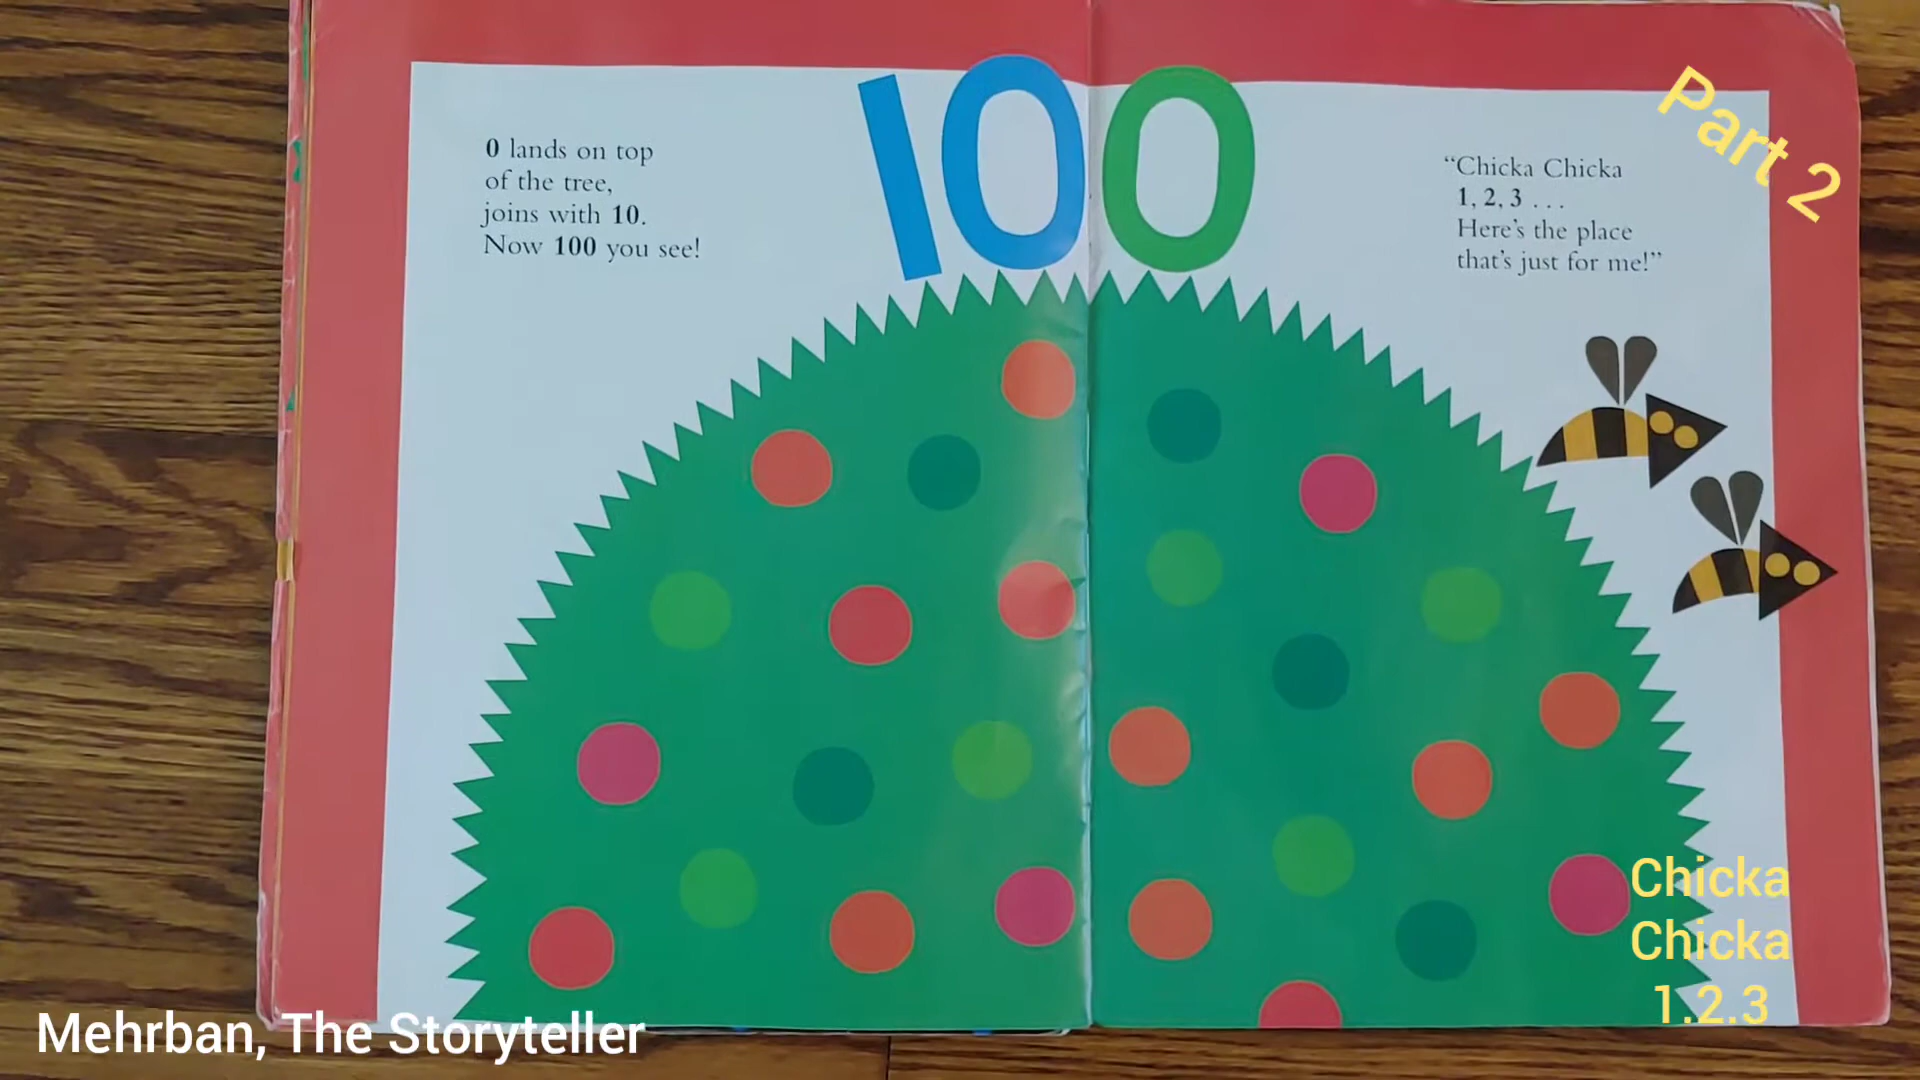 100
0 lands on top
of the tree,
joins with 10.
Now 100 you see!
“Chicka Chicka
1, 2, 3 . . .
Here’s the place
that’s just for me!”
Part 2
Chicka
Chicka
1.2.3
Mehrban, The Storyteller